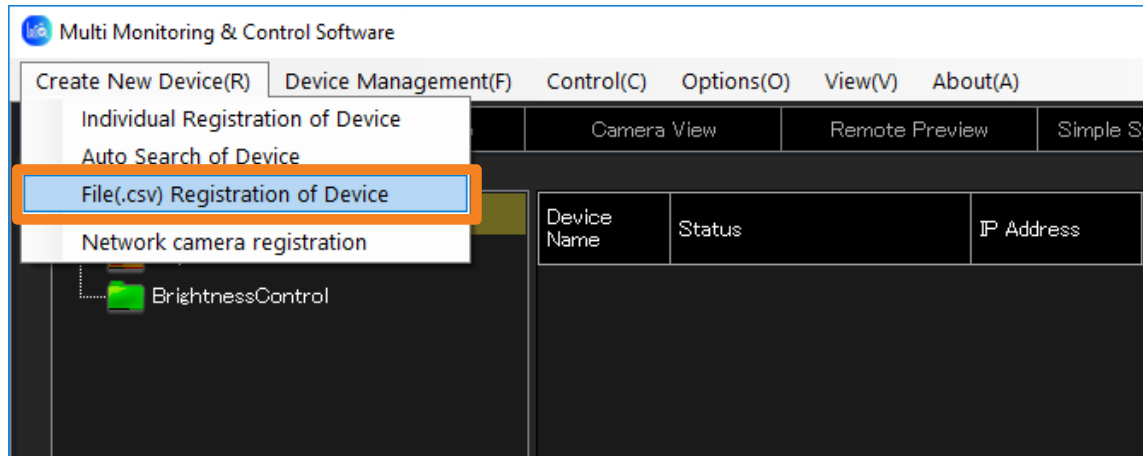 Multi Monitoring & Control Software
Create New Device(R) Device Management(F) Control(C) Options(O) View(V) About(A)
Individual Registration of Device
Auto Search of Device
File(.csv) Registration of Device
Network camera registration
Camera View Remote Preview Simple S
Device Name Status IP Address
BrightnessControl